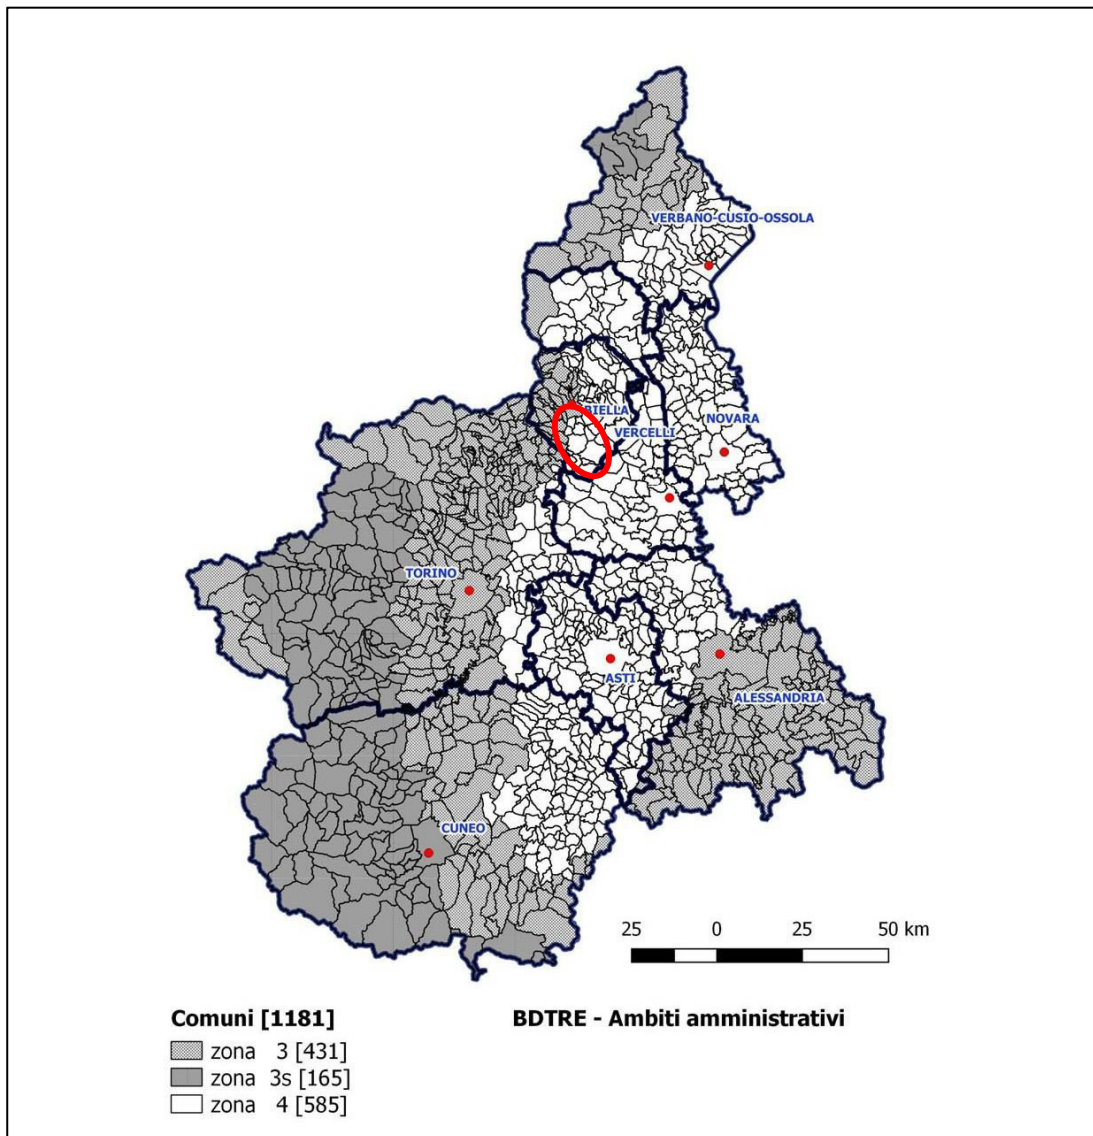 VERBANO-CUSIO-OSSOLA
BIELLA
NOVARA
VERCELLI
TORINO
ASTI
ALESSANDRIA
CUNEO
25 0 25 50 km
Comuni [1181]
BDTRE - Ambiti amministrativi
zona 3 [431]
zona 3s [165]
zona 4 [585]